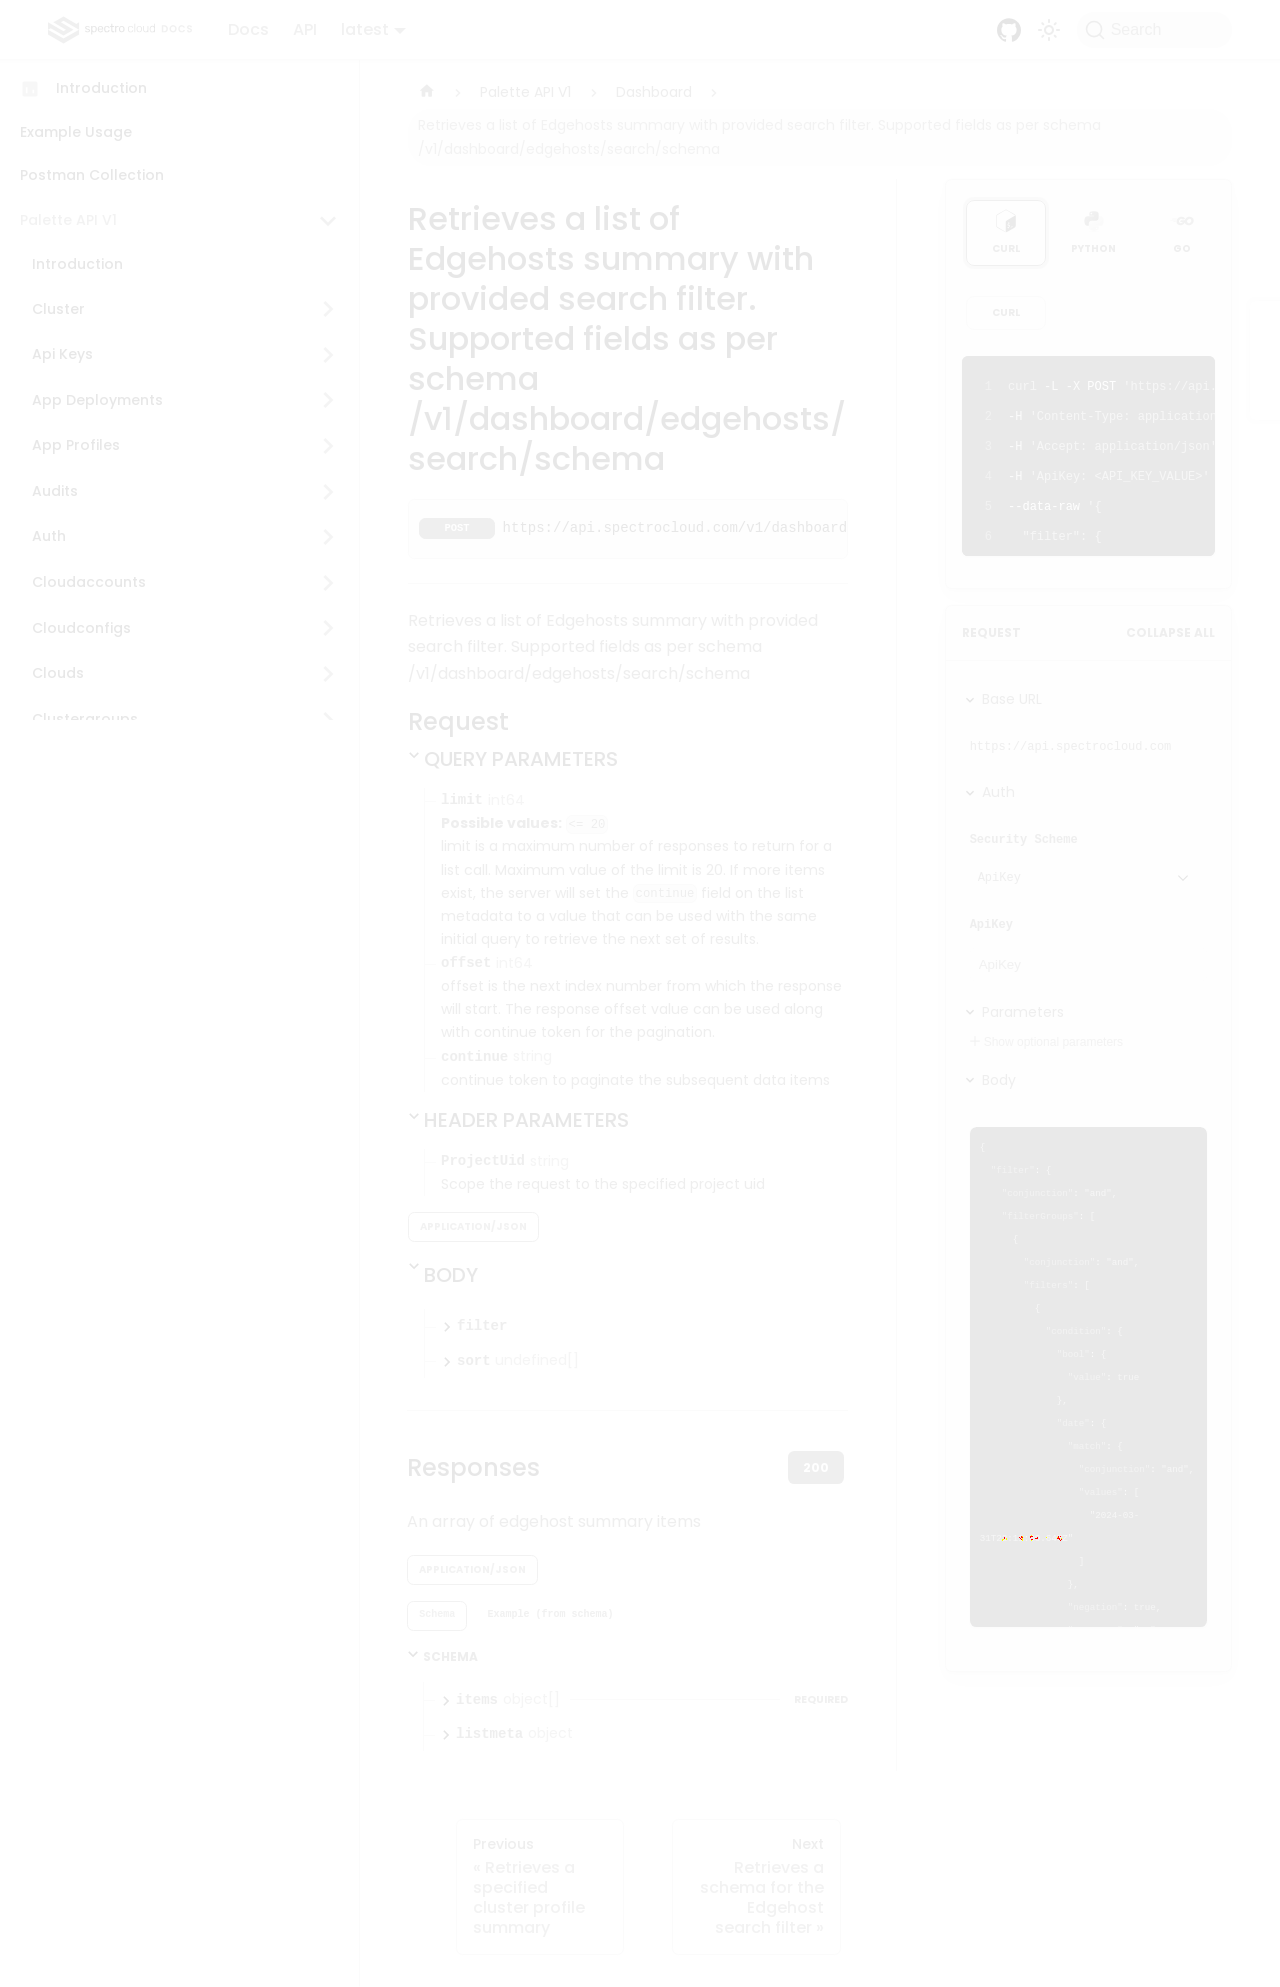 spectro cloud DOCS
Docs
API
latest
Search
Introduction
Example Usage
Postman Collection
Palette API V1
Introduction
Cluster
Api Keys
App Deployments
App Profiles
Audits
Auth
Cloudaccounts
Cloudconfigs
Clouds
Clustergroups
Palette API V1
Dashboard
Retrieves a list of Edgehosts summary with provided search filter. Supported fields as per schema
/v1/dashboard/edgehosts/search/schema
Retrieves a list of
Edgehosts summary with
provided search filter.
Supported fields as per
schema
/v1/dashboard/edgehosts/
search/schema
POST
https://api.spectrocloud.com/v1/dashboard
Retrieves a list of Edgehosts summary with provided
search filter. Supported fields as per schema
/v1/dashboard/edgehosts/search/schema
Request
QUERY PARAMETERS
limit int64
Possible values: <= 20
limit is a maximum number of responses to return for a
list call. Maximum value of the limit is 20. If more items
exist, the server will set the continue field on the list
metadata to a value that can be used with the same
initial query to retrieve the next set of results.
offset int64
offset is the next index number from which the response
will start. The response offset value can be used along
with continue token for the pagination.
continue string
continue token to paginate the subsequent data items
HEADER PARAMETERS
ProjectUid string
Scope the request to the specified project uid
APPLICATION/JSON
BODY
filter
sort undefined[]
Responses
200
An array of edgehost summary items
APPLICATION/JSON
Schema
Example (from schema)
SCHEMA
items object[]
REQUIRED
listmeta object
Previous
« Retrieves a
specified
cluster profile
summary
Next
Retrieves a
schema for the
Edgehost
search filter »
CURL
PYTHON
GO
CURL
1 curl -L -X POST 'https://api.
2 -H 'Content-Type: application
3 -H 'Accept: application/json'
4 -H 'ApiKey: <API_KEY_VALUE>'
5 --data-raw '{
6 "filter": {
REQUEST
COLLAPSE ALL
Base URL
https://api.spectrocloud.com
Auth
Security Scheme
ApiKey
ApiKey
ApiKey
Parameters
+ Show optional parameters
Body
{
"filter": {
"conjunction": "and",
"filterGroups": [
{
"conjunction": "and",
"filters": [
{
"condition": {
"bool": {
"value": true
},
"date": {
"match": {
"conjunction": "and",
"values": [
"2024-02-
]
},
"negation": true,